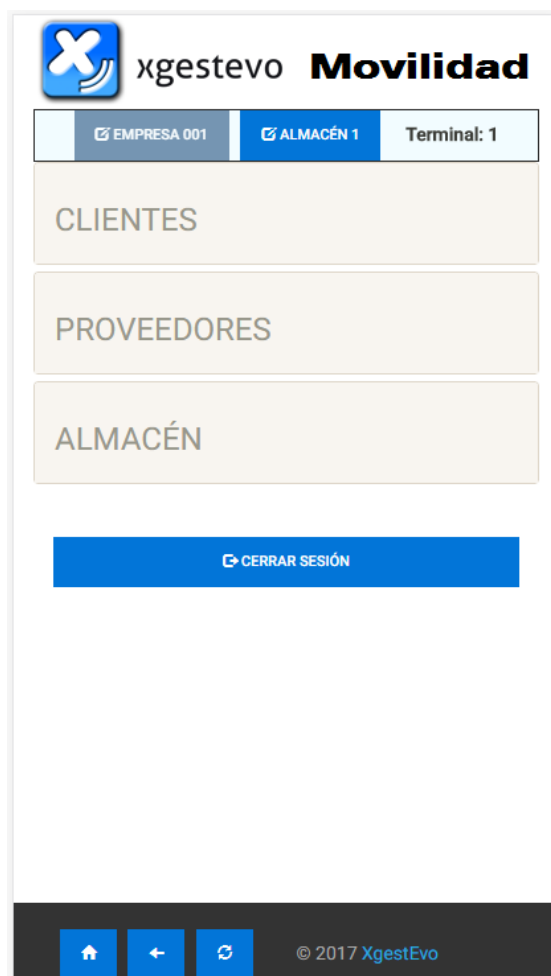 xgestevo Movilidad
EMPRESA 001 ALMACÉN 1 Terminal: 1
CLIENTES
PROVEEDORES
ALMACÉN
CERRAR SESIÓN
© 2017 XgestEvo